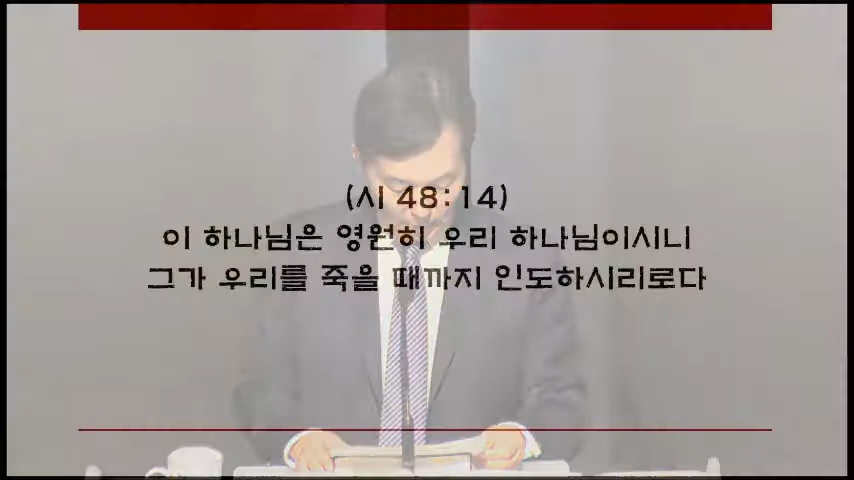 (시 48:14)
이 하나님은 영원히 우리 하나님이시니
그가 우리를 죽을 때까지 인도하시리로다